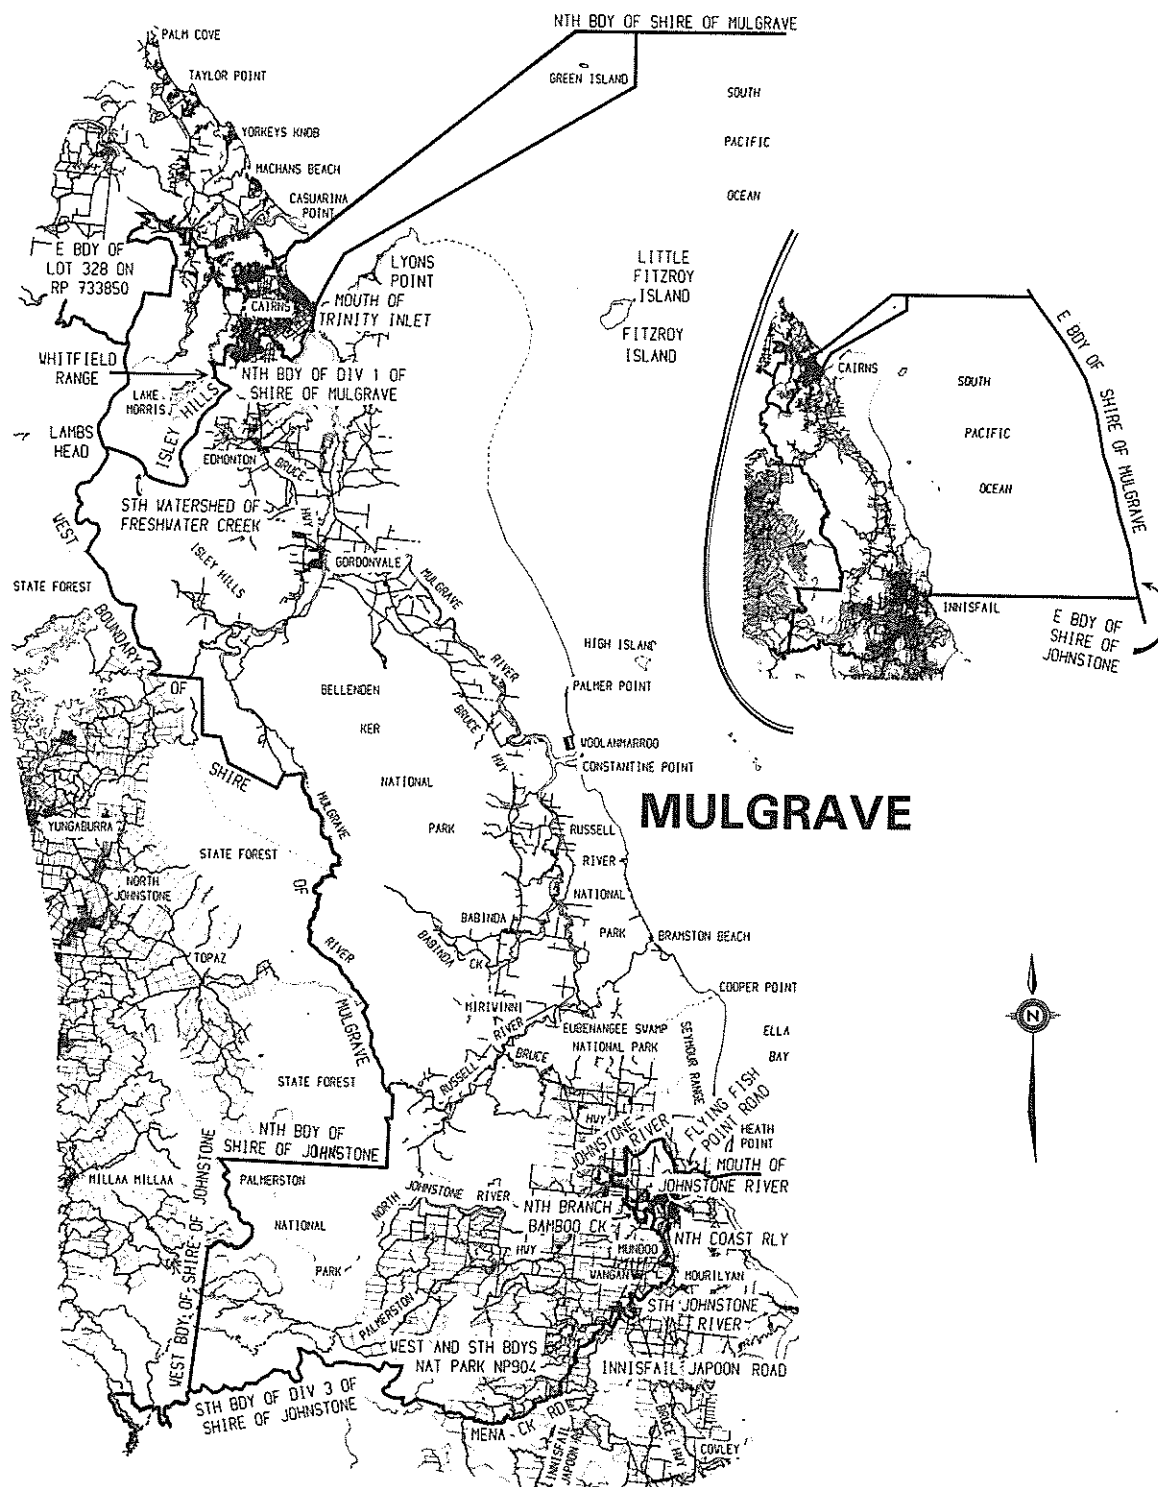 NTH BDY OF SHIRE OF MULGRAVE
PALM COVE
GREEN ISLAND
TAYLOR POINT
SOUTH
PACIFIC
OCEAN
YORKEYS KNOB
MACHANS BEACH
CASUARINA
POINT
E BDY OF
LOT 328 ON
RP 733850
LYONS
POINT
LITTLE
FITZROY
ISLAND
FITZROY
ISLAND
CAIRNS
MOUTH OF
TRINITY INLET
WHITFIELD
RANGE
NTH BDY OF DIV 1 OF
SHIRE OF MULGRAVE
LAKE
MORRIS
ISLEY HILLS
LAMBS
HEAD
EDMONTON
BRUCE
HWY
STH WATERSHED OF
FRESHWATER CREEK
CAIRNS
SOUTH
PACIFIC
OCEAN
E BDY OF SHIRE OF MULGRAVE
INNISFAIL
E BDY OF
SHIRE OF
JOHNSTONE
WEST
BOUNDARY
OF
SHIRE
OF
MULGRAVE
ISLEY HILLS
GORDONVALE
MULGRAVE
RIVER
STATE FOREST
HIGH ISLAND
BELLENDEN
KER
NATIONAL
PARK
PALMER POINT
BRUCE
HWY
WOOLANMARROO
CONSTANTINE POINT
MULGRAVE
MULGRAVE
RIVER
YUNGABURRA
STATE FOREST
RUSSELL
RIVER
NATIONAL
PARK
NORTH
JOHNSTONE
BABINDA
BABINDA
CK
BRAMSTON BEACH
TOPAZ
COOPER POINT
MIRIWINNI
RUSSELL
RIVER
EUBENANGEE SWAMP
NATIONAL PARK
SEYMOUR RANGE
ELLA
BAY
BRUCE
HWY
N
STATE FOREST
FLYING FISH
POINT ROAD
HEATH
POINT
JOHNSTONE
RIVER
NTH BDY OF
SHIRE OF JOHNSTONE
MOUTH OF
JOHNSTONE RIVER
MILLAA MILLAA
PALMERSTON
NATIONAL
PARK
NORTH
JOHNSTONE
RIVER
NTH BRANCH
BAMBOO CK
NTH COAST RLY
HWY
MUNDOO
WANGAN
MOURILYAN
WEST BDY OF SHIRE OF JOHNSTONE
PALMERSTON
STH JOHNSTONE
RIVER
WEST AND STH BDYS
NAT PARK NP904
INNISFAIL JAPOON ROAD
STH BDY OF DIV 3 OF
SHIRE OF JOHNSTONE
MENA CK RD
INNISFAIL
JAPOON RD
BRUCE HWY
COWLEY